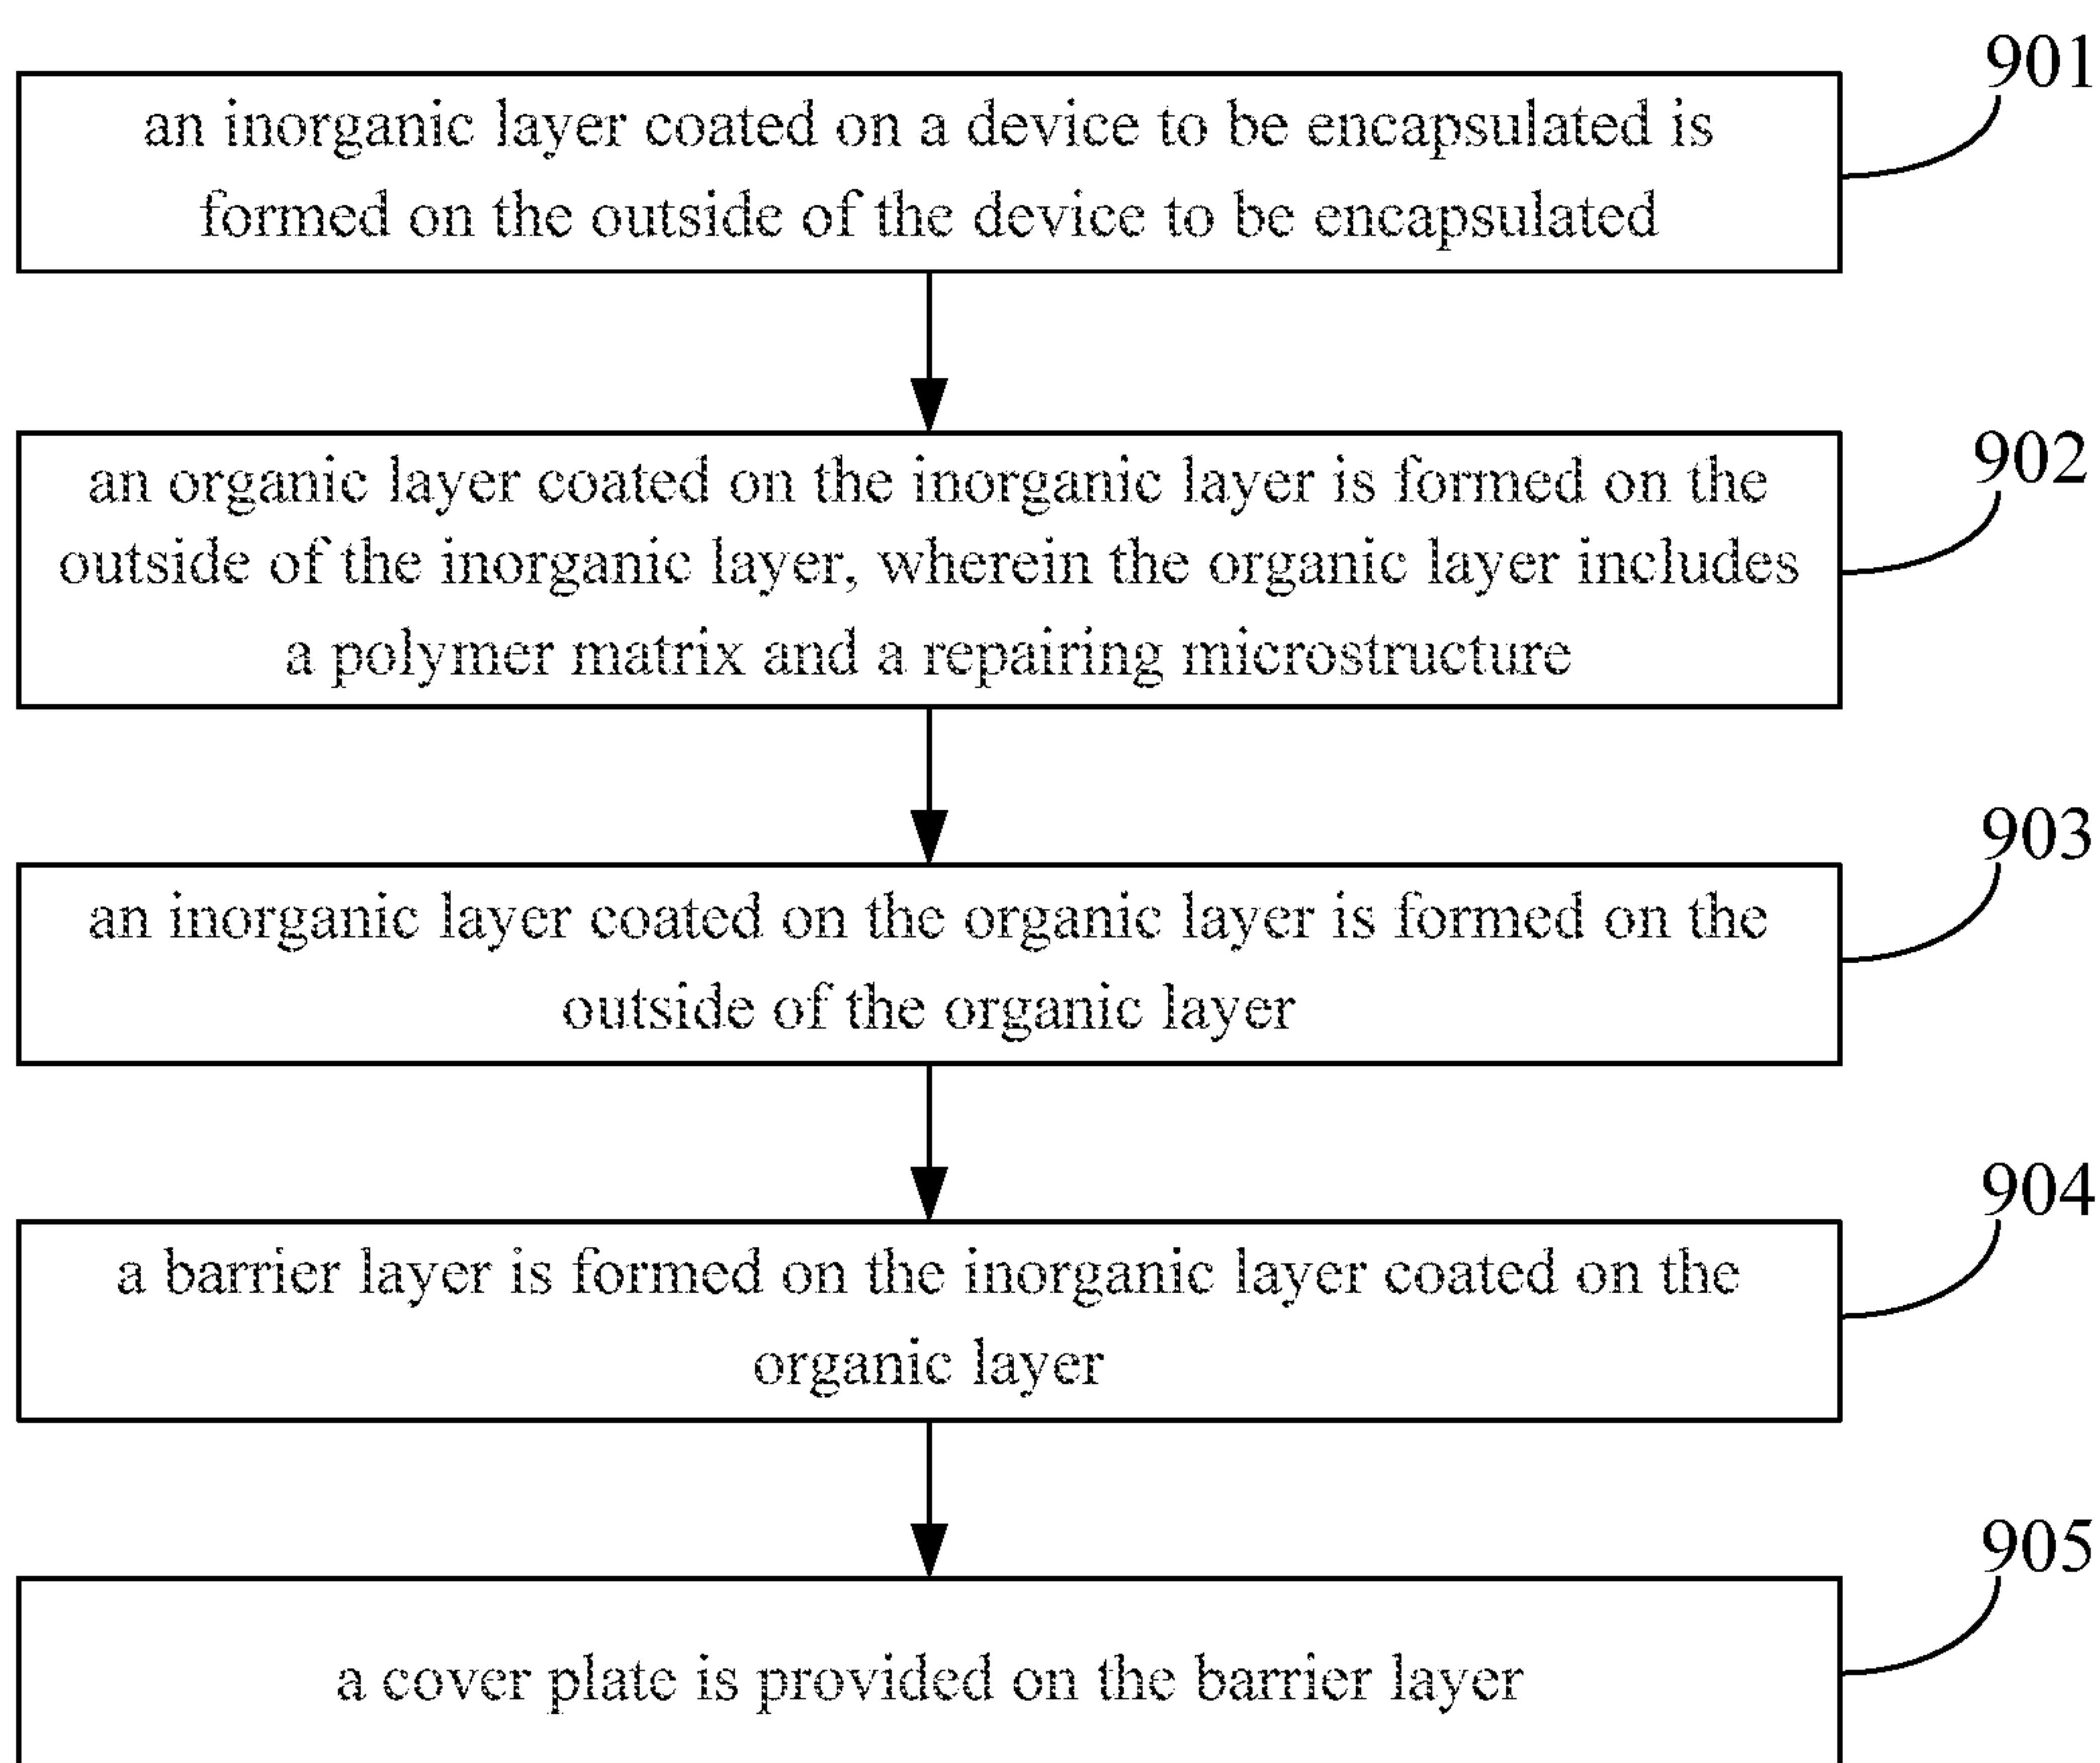 901
an inorganic layer coated on a device to be encapsulated is
formed on the outside of the device to be encapsulated
902
an organic layer coated on the inorganic layer is formed on the
outside of the inorganic layer, wherein the organic layer includes
a polymer matrix and a repairing microstructure
903
an inorganic layer coated on the organic layer is formed on the
outside of the organic layer
904
a barrier layer is formed on the inorganic layer coated on the
organic layer
905
a cover plate is provided on the barrier layer